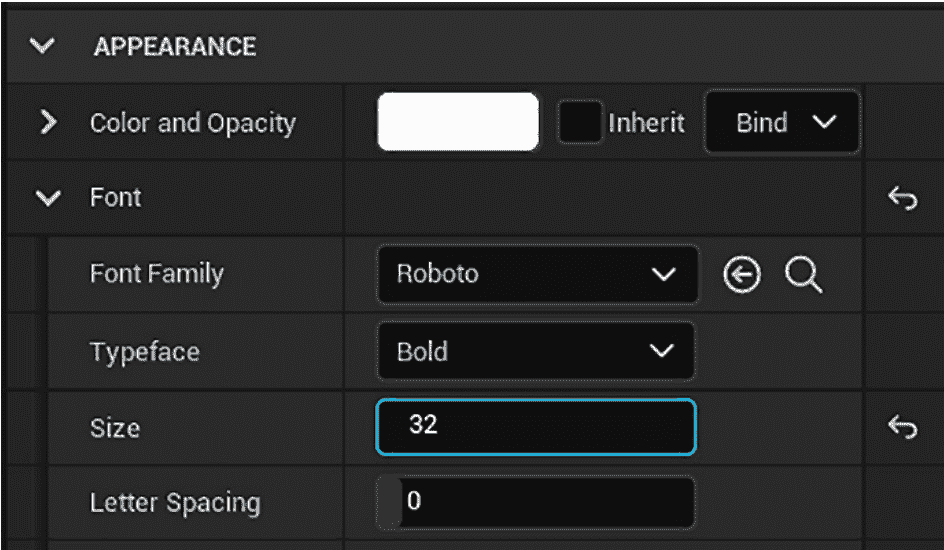 APPEARANCE
Color and Opacity Inherit Bind
Font
Font Family Roboto
Typeface Bold
Size 32
Letter Spacing 0